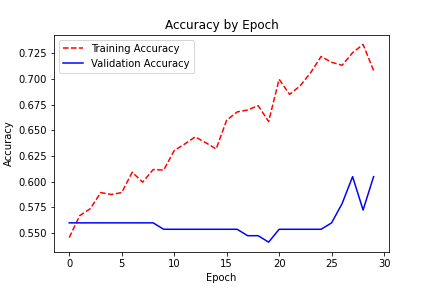 Accuracy by Epoch
Training Accuracy
Validation Accuracy
Accuracy
0.725
0.700
0.675
0.650
0.625
0.600
0.575
0.550
0 5 10 15 20 25 30
Epoch